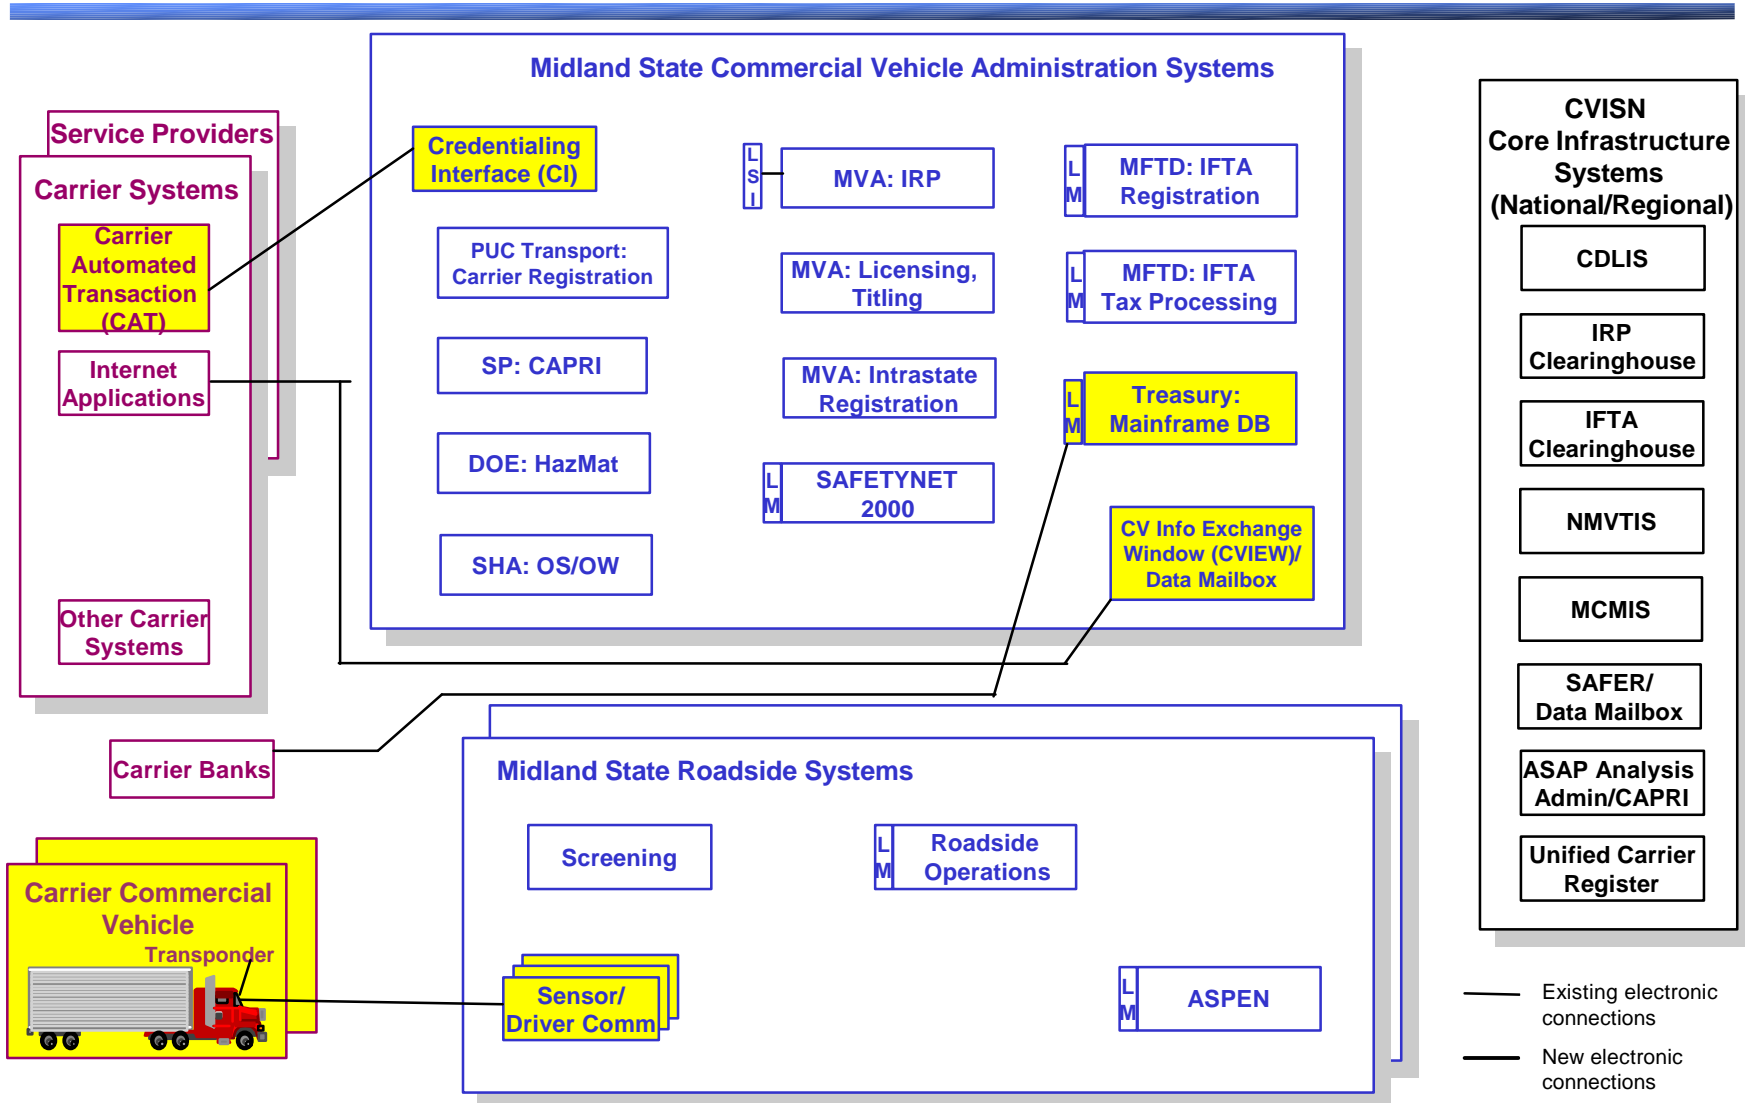 Midland State Commercial Vehicle Administration Systems
Service Providers
Carrier Systems
Carrier
Automated
Transaction
(CAT)
Internet
Applications
Other Carrier
Systems
Carrier Banks
Carrier Commercial
Vehicle
Transponder
Credentialing
Interface (CI)
PUC Transport:
Carrier Registration
SP: CAPRI
DOE: HazMat
SHA: OS/OW
L
S
I
MVA: IRP
MVA: Licensing,
Titling
MVA: Intrastate
Registration
L
M
SAFETYNET
2000
L
M
MFTD: IFTA
Registration
L
M
MFTD: IFTA
Tax Processing
L
M
Treasury:
Mainframe DB
CV Info Exchange
Window (CVIEW)/
Data Mailbox
Midland State Roadside Systems
Screening
L
M
Roadside
Operations
Sensor/
Driver Comm
L
M
ASPEN
CVISN
Core Infrastructure
Systems
(National/Regional)
CDLIS
IRP
Clearinghouse
IFTA
Clearinghouse
NMVTIS
MCMIS
SAFER/
Data Mailbox
ASAP Analysis
Admin/CAPRI
Unified Carrier
Register
Existing electronic
connections
New electronic
connections